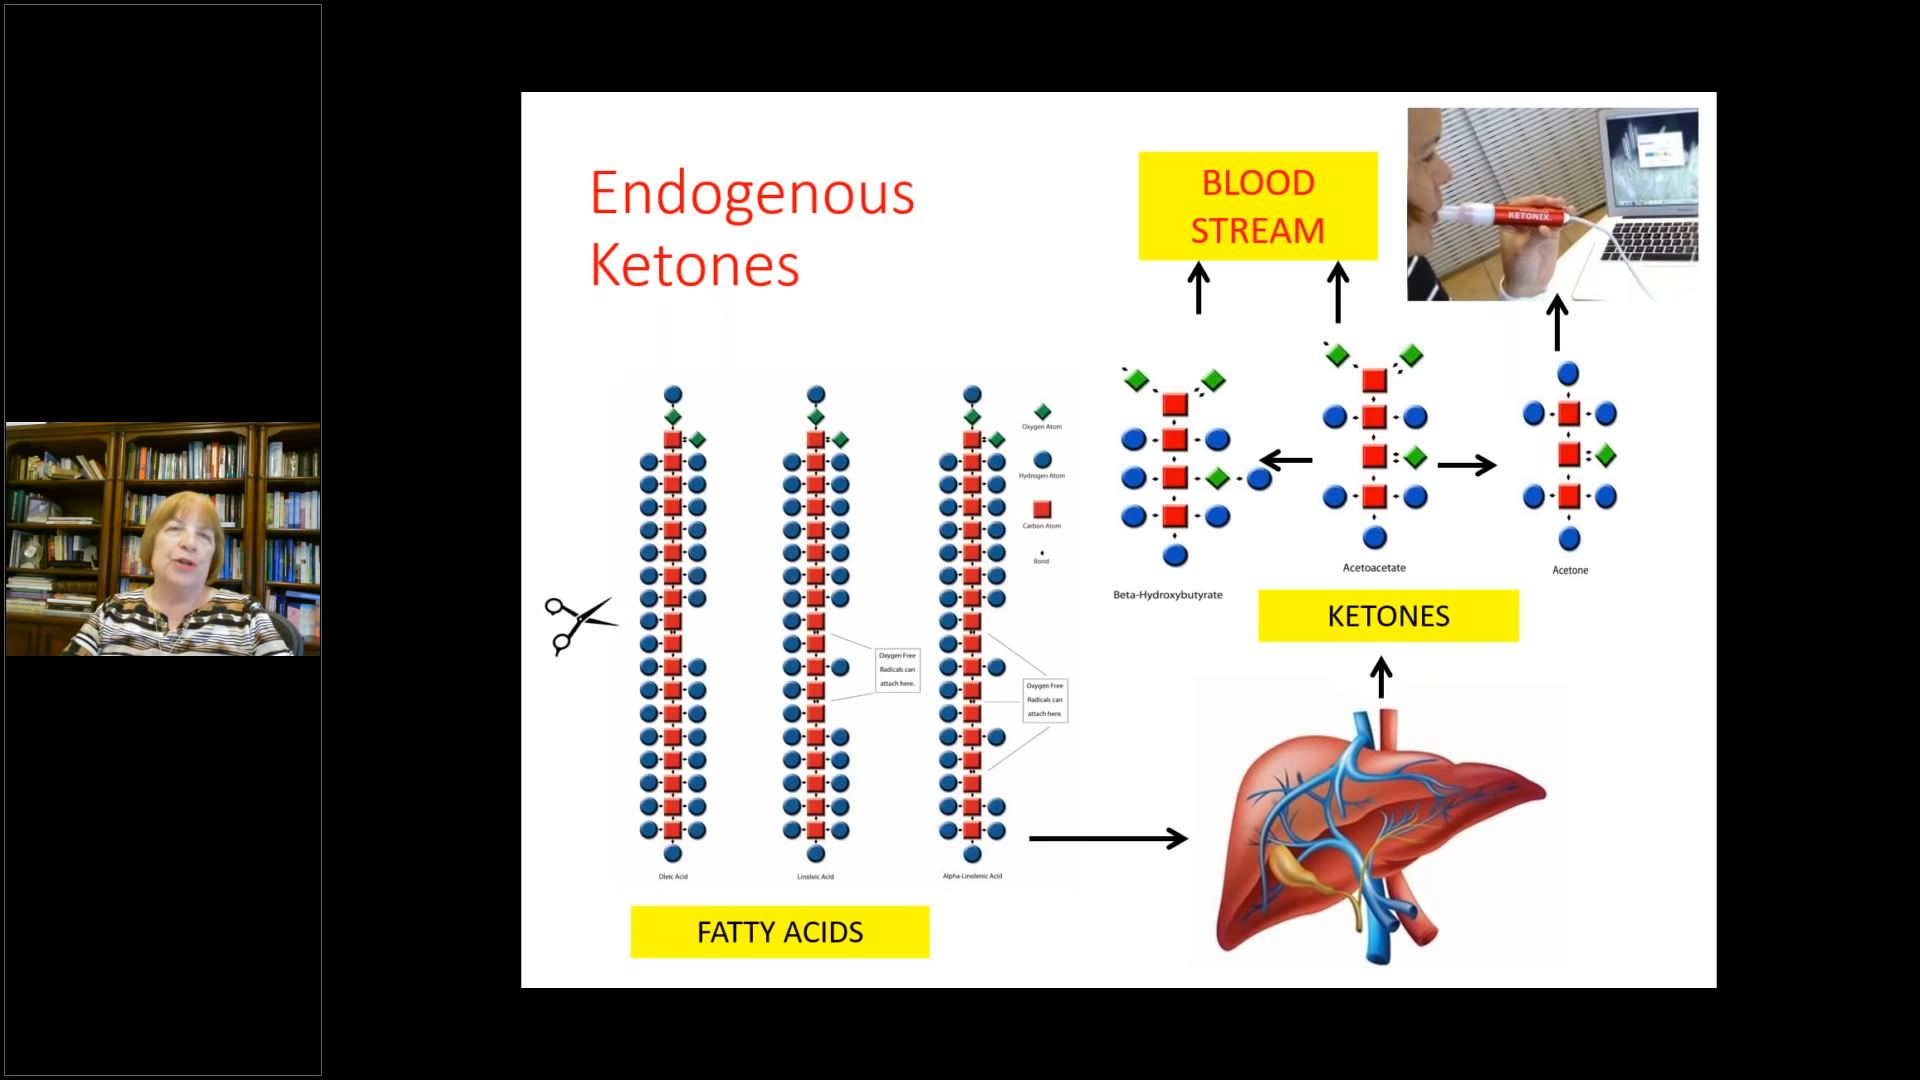 Endogenous
Ketones
BLOOD
STREAM
KETONIX
Oxygen Atom
Hydrogen Atom
Carbon Atom
Bond
Oxygen Free
Radicals can
attach here.
Oxygen Free
Radicals can
attach here.
Oleic Acid
Linoleic Acid
Alpha-Linolenic Acid
FATTY ACIDS
Beta-Hydroxybutyrate
Acetoacetate
Acetone
KETONES